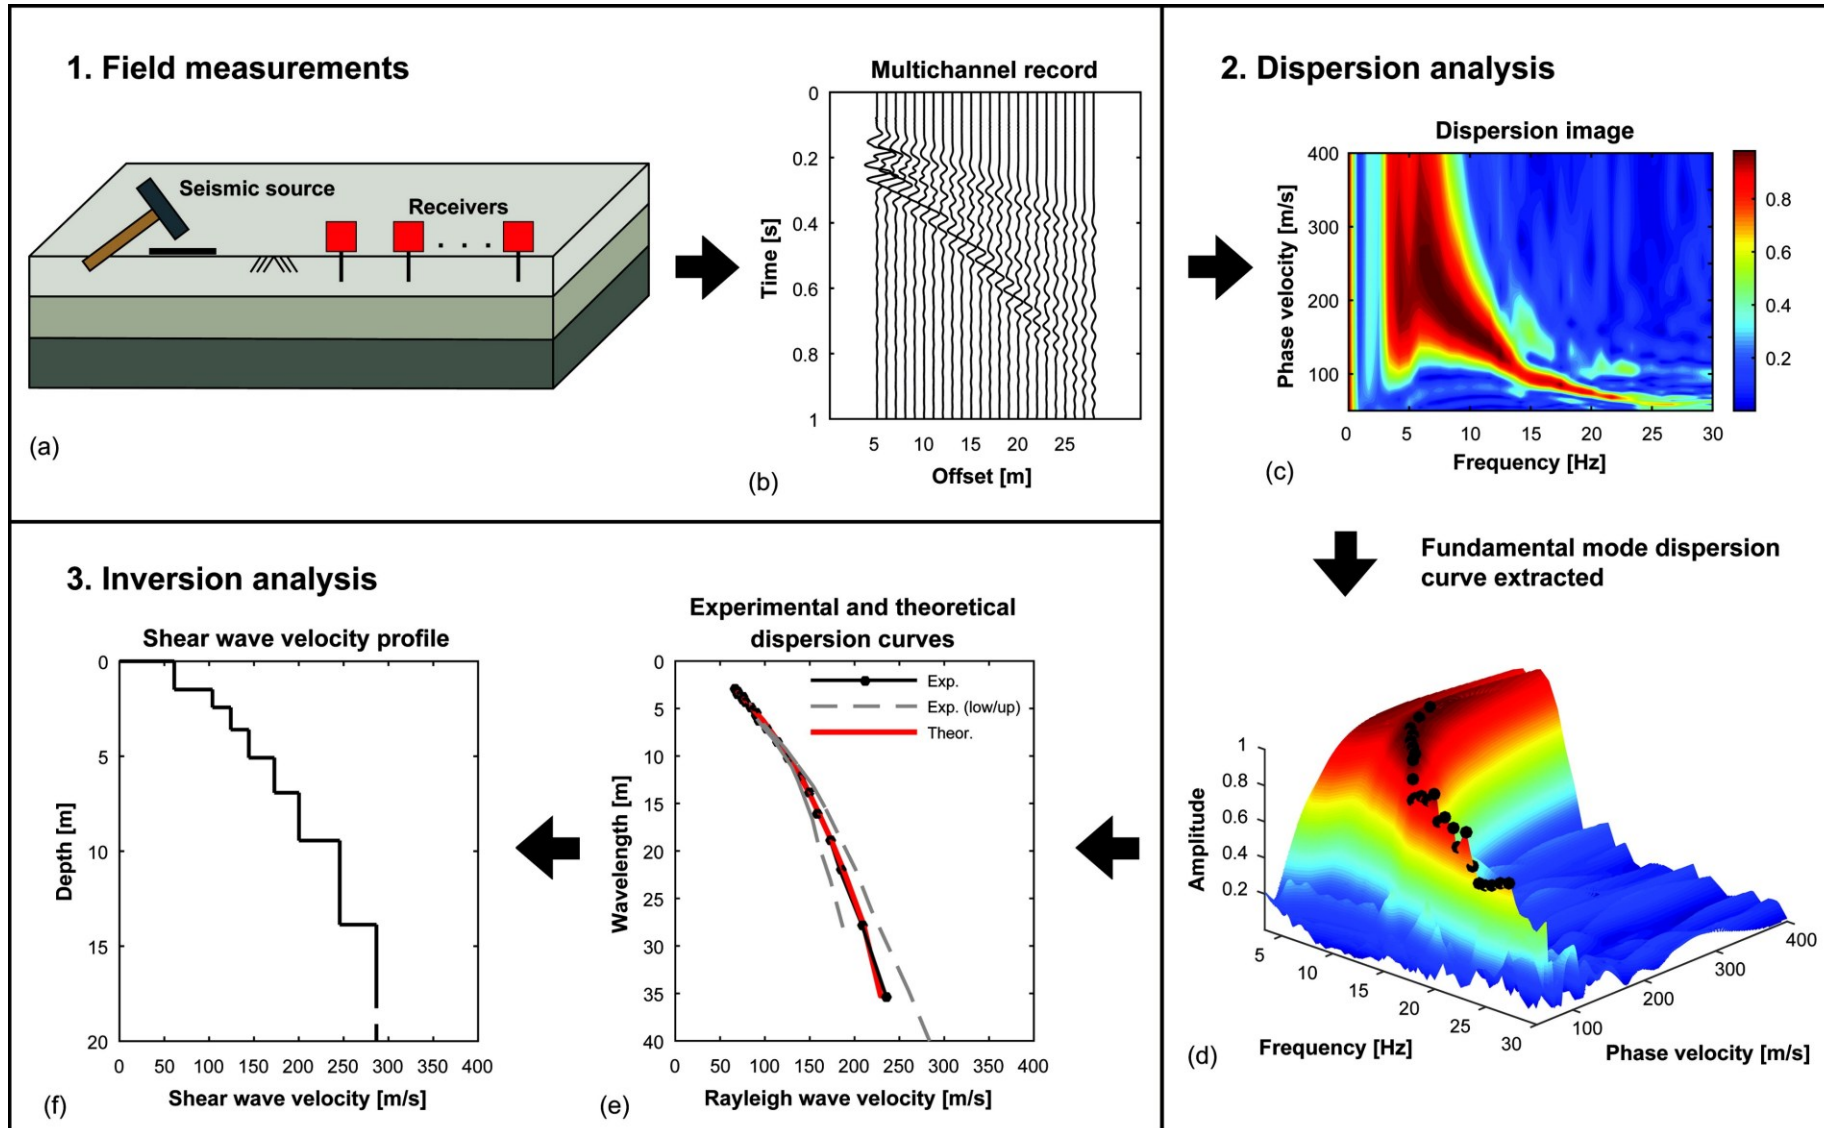 1. Field measurements
Seismic source
Receivers
(a)
Multichannel record
0
0.2
0.4
0.6
0.8
1
Time [s]
5 10 15 20 25
Offset [m]
(b)
2. Dispersion analysis
Dispersion image
400
300
200
100
Phase velocity [m/s]
0 5 10 15 20 25 30
Frequency [Hz]
0.8
0.6
0.4
0.2
(c)
Fundamental mode dispersion
curve extracted
1
0.8
0.6
0.4
0.2
Amplitude
5 10 15 20 25 30
Frequency [Hz]
100 200 300 400
Phase velocity [m/s]
(d)
3. Inversion analysis
Experimental and theoretical
dispersion curves
Exp.
Exp. (low/up)
Theor.
0
5
10
15
20
25
30
35
40
Wavelength [m]
0 50 100 150 200 250 300 350 400
Rayleigh wave velocity [m/s]
(e)
Shear wave velocity profile
0
5
10
15
20
Depth [m]
0 50 100 150 200 250 300 350 400
Shear wave velocity [m/s]
(f)